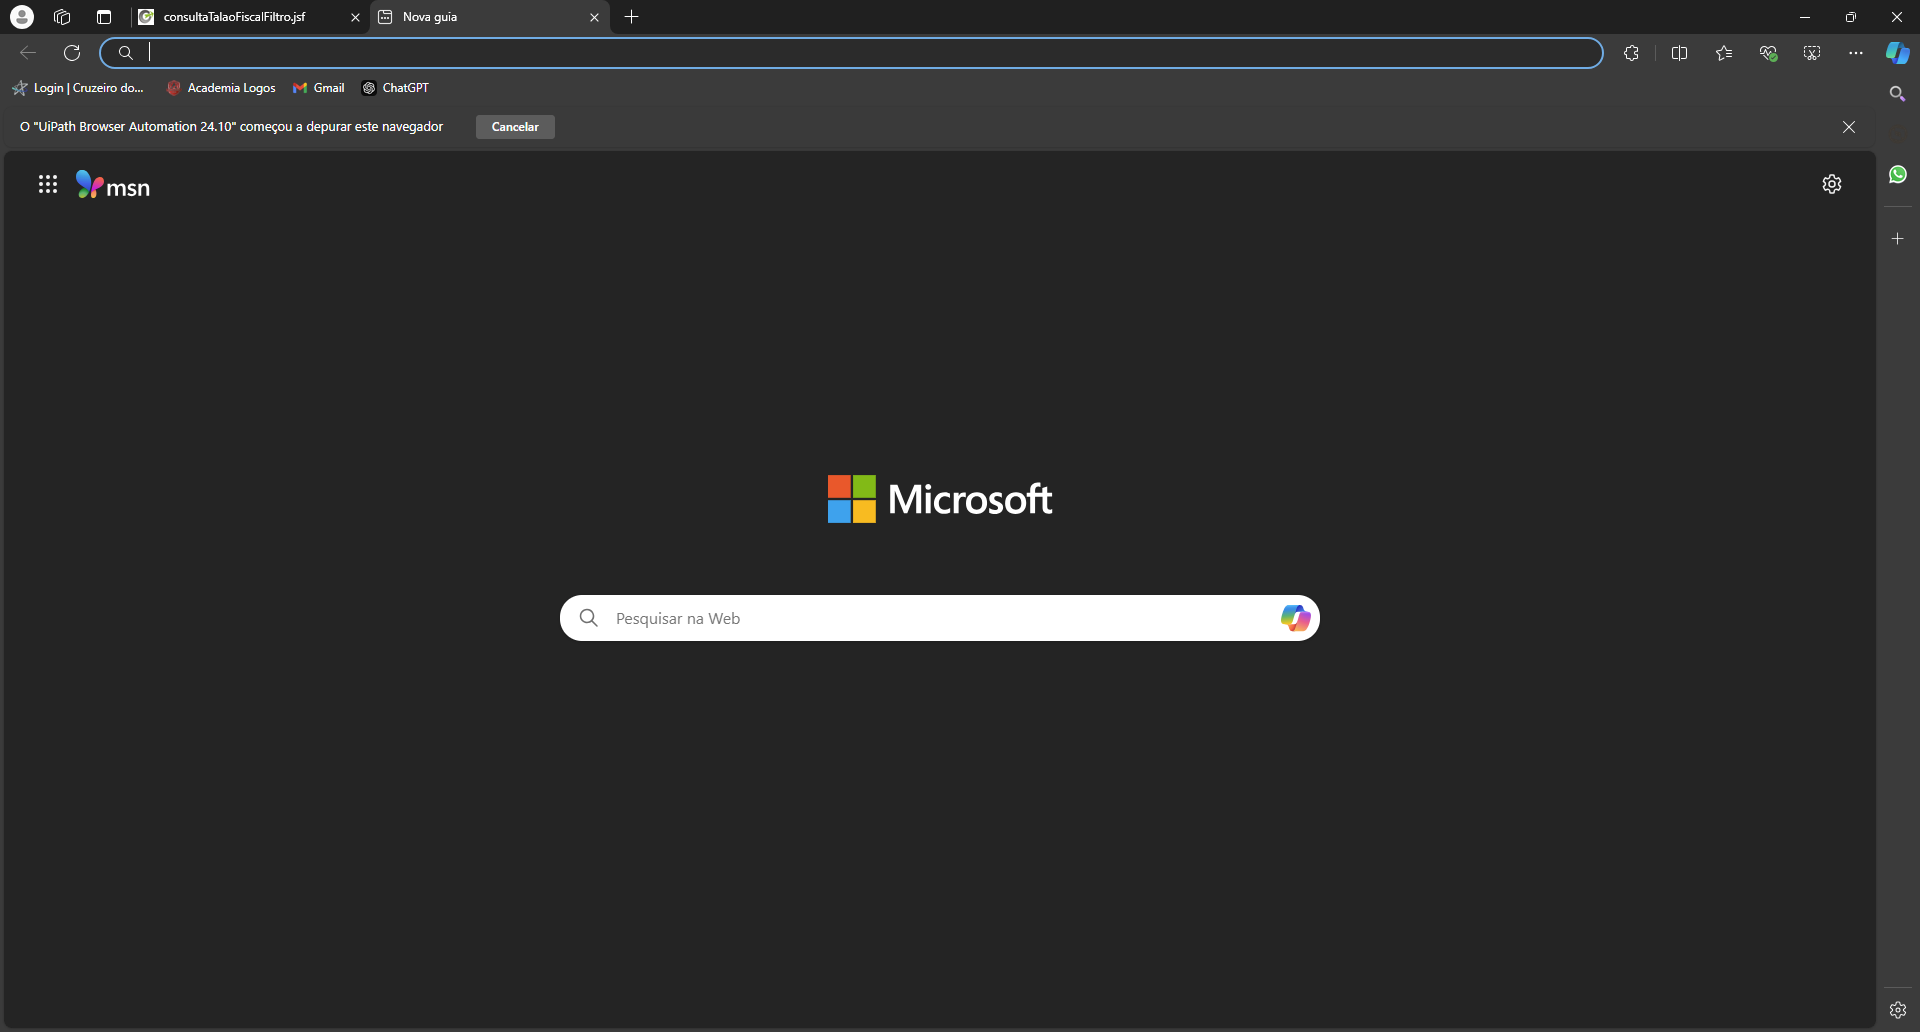 consultaTalaoFiscalFiltro.jsf
Nova guia
Login | Cruzeiro do...
Academia Logos
Gmail
ChatGPT
O "UiPath Browser Automation 24.10" começou a depurar este navegador
Cancelar
msn
Microsoft
Pesquisar na Web